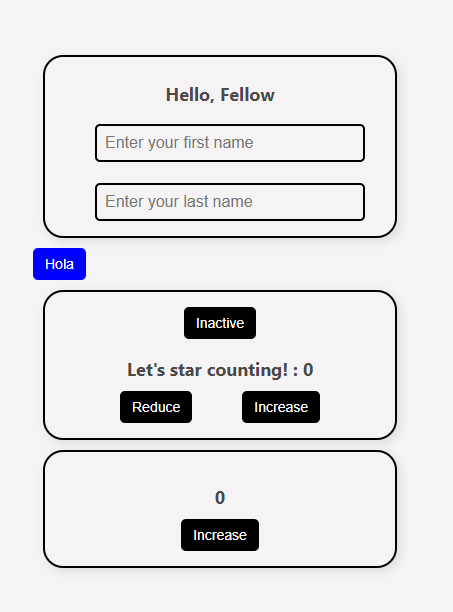 Hello, Fellow
Enter your first name
Enter your last name
Hola
Inactive
Let's star counting! : 0
Reduce Increase
0
Increase